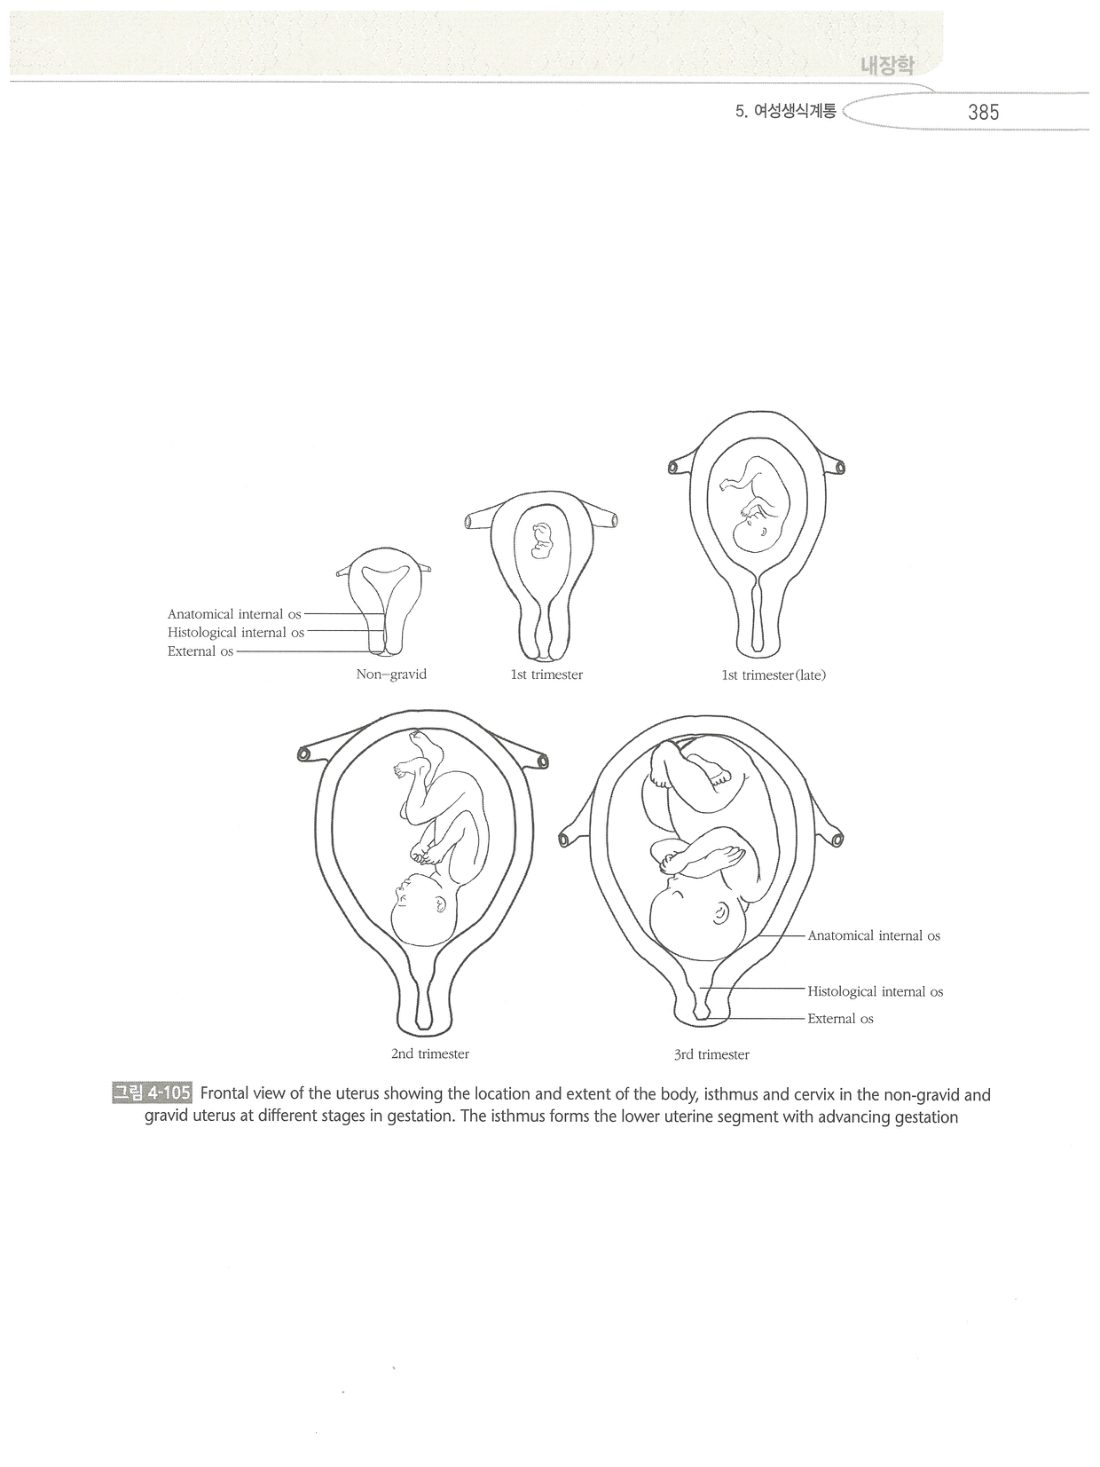 내장학
5. 여성생식계통
385
Anatomical internal os
Histological internal os
External os
Non-gravid
1st trimester
1st trimester(late)
Anatomical internal os
Histological internal os
External os
2nd trimester
3rd trimester
그림 4-105 Frontal view of the uterus showing the location and extent of the body, isthmus and cervix in the non-gravid and
gravid uterus at different stages in gestation. The isthmus forms the lower uterine segment with advancing gestation